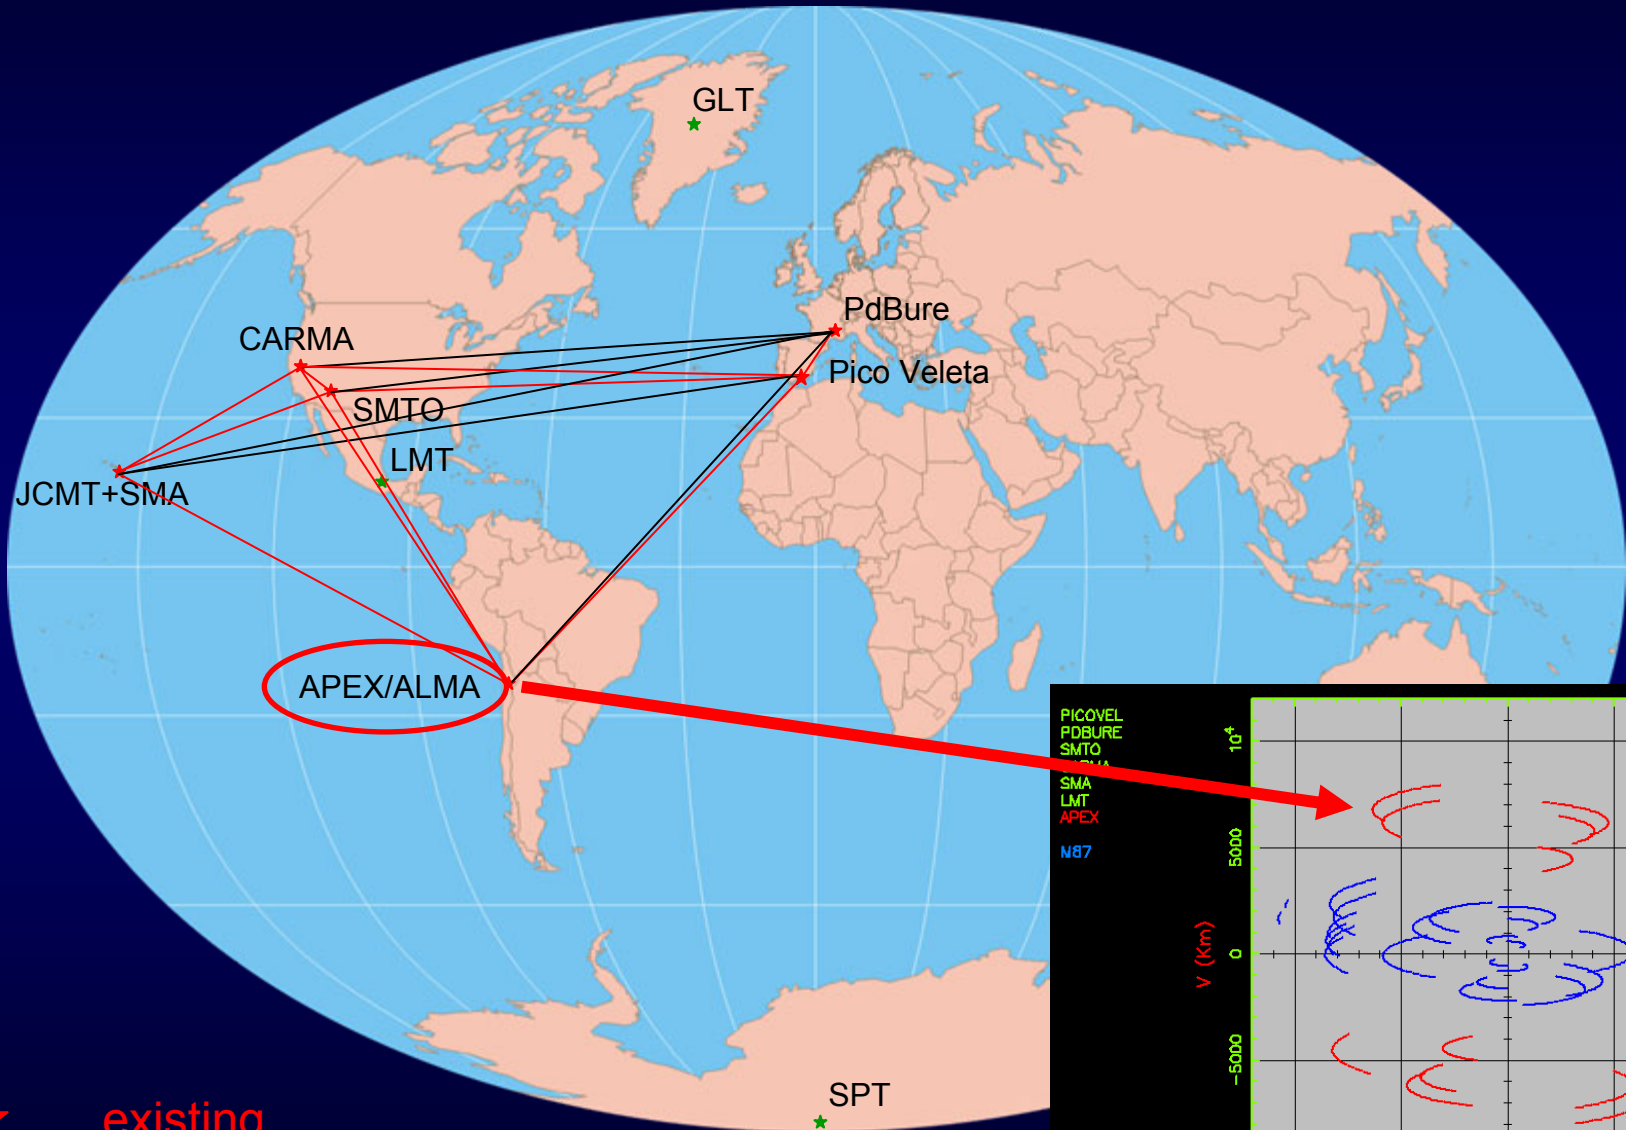 GLT
PdBure
CARMA
Pico Veleta
SMTO
LMT
JCMT+SMA
APEX/ALMA
PICOVEL
PDBURE
SMTO
SMA
LMT
APEX
10⁴
5000
0
-5000
V (Km)
SPT
existing